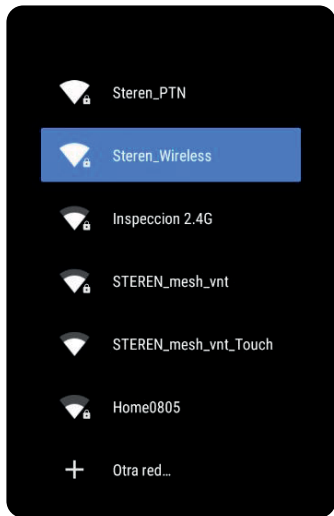 Steren_PTN
Steren_Wireless
Inspeccion 2.4G
STEREN_mesh_vnt
STEREN_mesh_vnt_Touch
Home0805
Otra red…